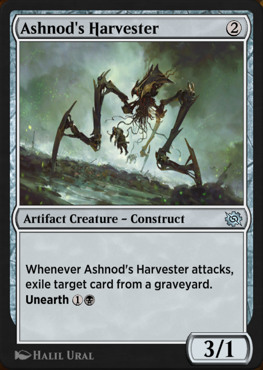 Ashnod's Harvester 2
Artifact Creature – Construct
Whenever Ashnod's Harvester attacks,
exile target card from a graveyard.
Unearth 1
HALIL URAL
3/1